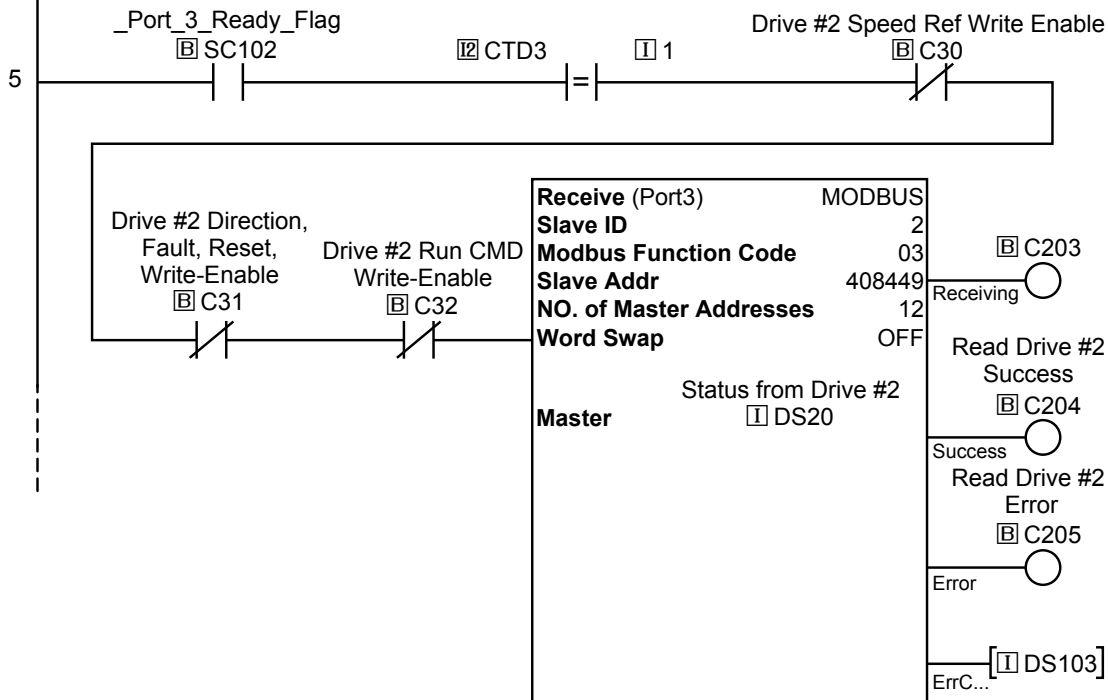 _Port_3_Ready_Flag
B SC102
I2 CTD3
I 1
Drive #2 Speed Ref Write Enable
B C30
5
=
Drive #2 Direction,
Fault, Reset,
Write-Enable
B C31
Drive #2 Run CMD
Write-Enable
B C32
Receive (Port3) MODBUS
Slave ID 2
Modbus Function Code 03
Slave Addr 408449
NO. of Master Addresses 12
Word Swap OFF
Status from Drive #2
Master I DS20
B C203
Receiving
Read Drive #2
Success
B C204
Success
Read Drive #2
Error
B C205
Error
[I DS103]
ErrC...